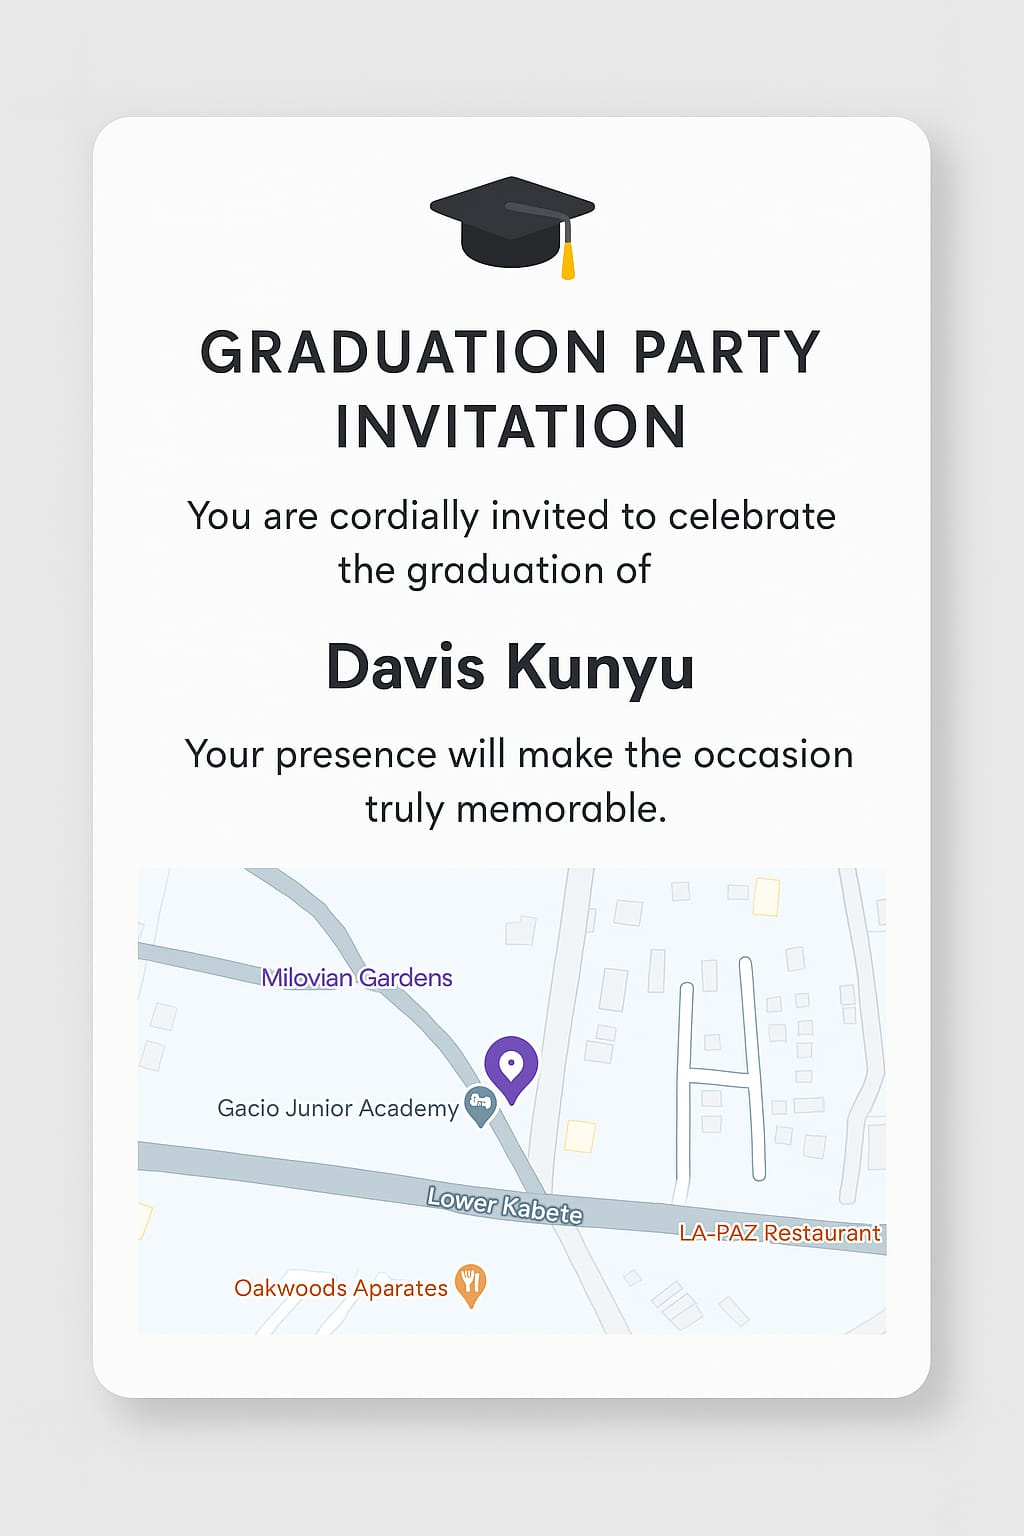 GRADUATION PARTY
INVITATION
You are cordially invited to celebrate
the graduation of
Davis Kunyu
Your presence will make the occasion
truly memorable.
Milovian Gardens
Gacio Junior Academy
Lower Kabete
LA-PAZ Restaurant
Oakwoods Aparates